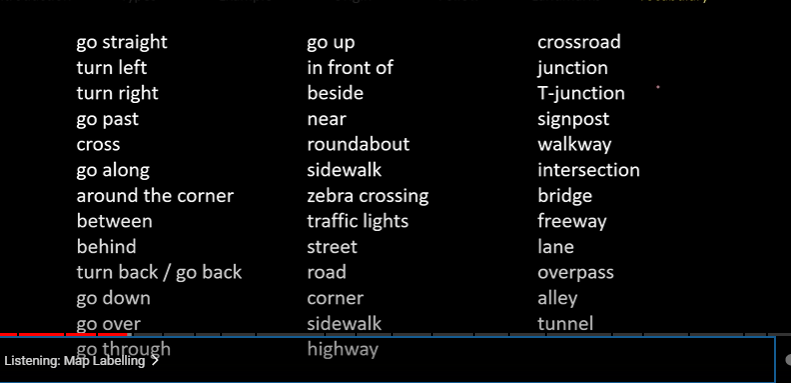 go straight
turn left
turn right
go past
cross
go along
around the corner
between
behind
turn back / go back
go down
go over
go through
go up
in front of
beside
near
roundabout
sidewalk
zebra crossing
traffic lights
street
road
corner
sidewalk
highway
crossroad
junction
T-junction
signpost
walkway
intersection
bridge
freeway
lane
overpass
alley
tunnel
Listening: Map Labelling